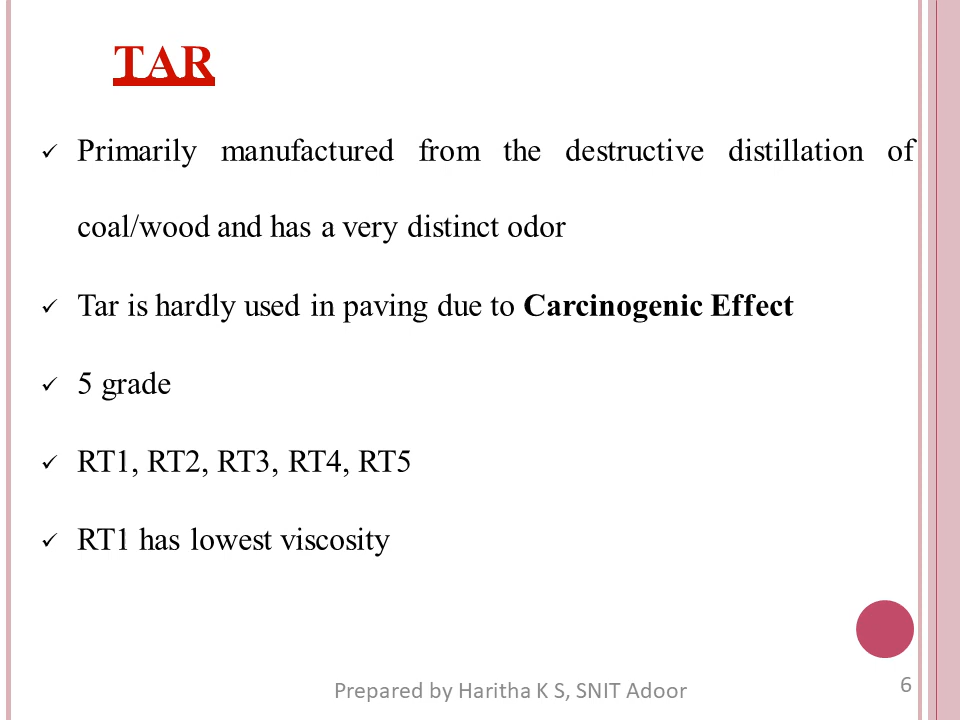 TAR
Primarily manufactured from the destructive distillation of
coal/wood and has a very distinct odor
Tar is hardly used in paving due to Carcinogenic Effect
5 grade
RT1, RT2, RT3, RT4, RT5
RT1 has lowest viscosity
Prepared by Haritha K S, SNIT Adoor
6